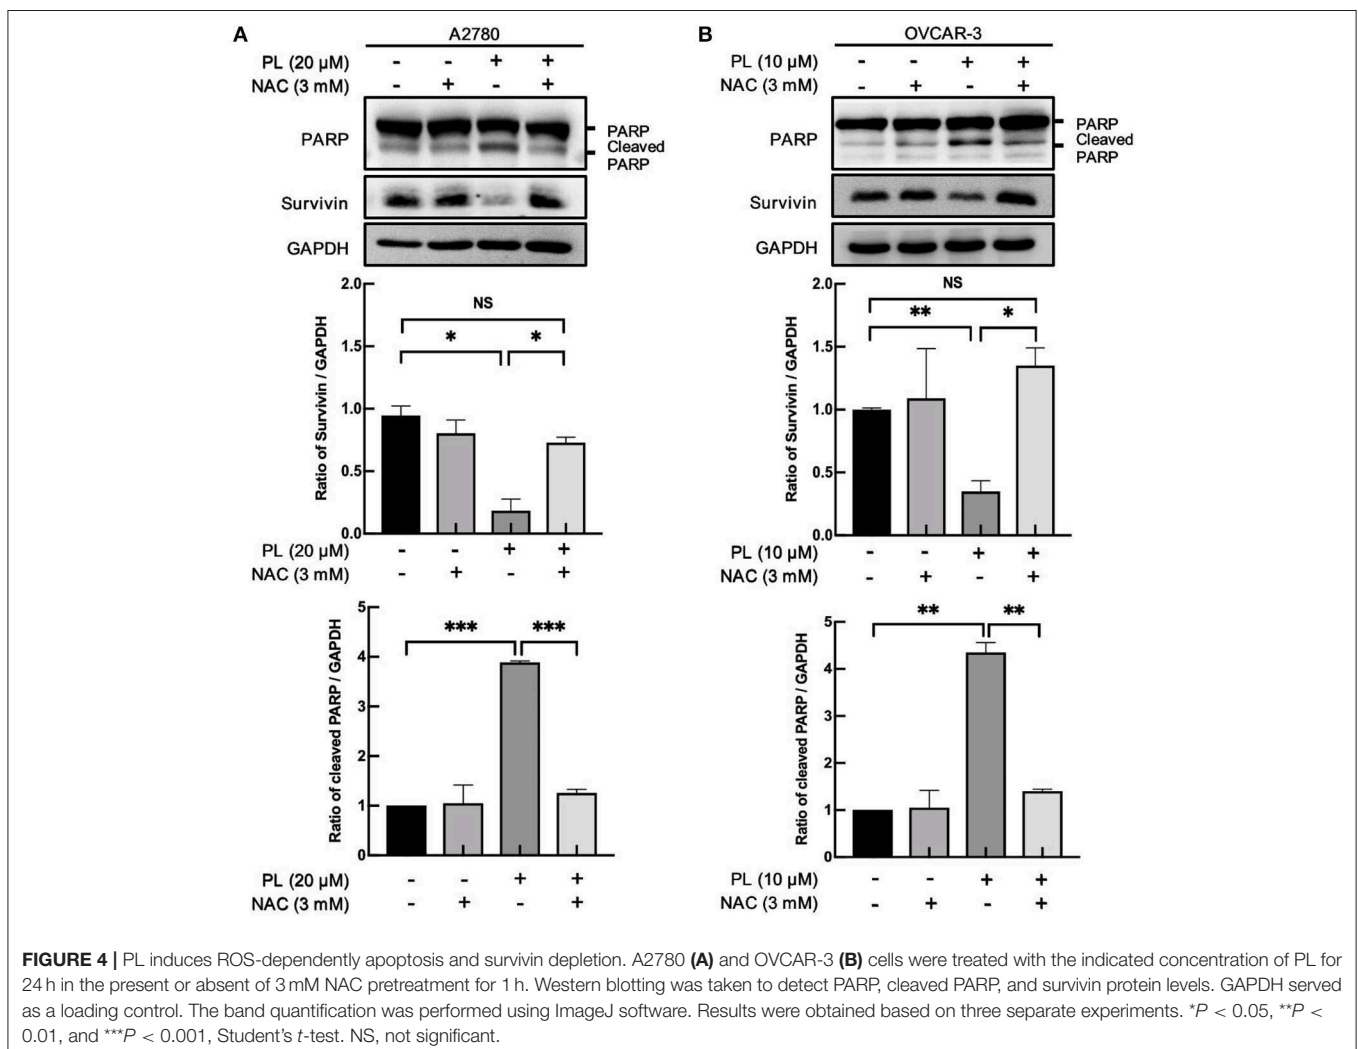 A
A2780
PL (20 µM) - - + +
NAC (3 mM) - + - +
PARP
PARP
Cleaved
PARP
Survivin
GAPDH
2.0
1.5
1.0
0.5
0.0
Ratio of Survivin / GAPDH
NS
* *
PL (20 µM) - - + +
NAC (3 mM) - + - +
5
4
3
2
1
0
Ratio of cleaved PARP / GAPDH
*** ***
PL (20 µM) - - + +
NAC (3 mM) - + - +
B
OVCAR-3
PL (10 µM) - - + +
NAC (3 mM) - + - +
PARP
PARP
Cleaved
PARP
Survivin
GAPDH
2.0
1.5
1.0
0.5
0.0
Ratio of Survivin / GAPDH
NS
** *
PL (10 µM) - - + +
NAC (3 mM) - + - +
5
4
3
2
1
0
Ratio of cleaved PARP / GAPDH
** **
PL (10 µM) - - + +
NAC (3 mM) - + - +
FIGURE 4 | PL induces ROS-dependently apoptosis and survivin depletion. A2780 (A) and OVCAR-3 (B) cells were treated with the indicated concentration of PL for
24 h in the present or absent of 3 mM NAC pretreatment for 1 h. Western blotting was taken to detect PARP, cleaved PARP, and survivin protein levels. GAPDH served
as a loading control. The band quantification was performed using ImageJ software. Results were obtained based on three separate experiments. *P < 0.05, **P <
0.01, and ***P < 0.001, Student's t-test. NS, not significant.